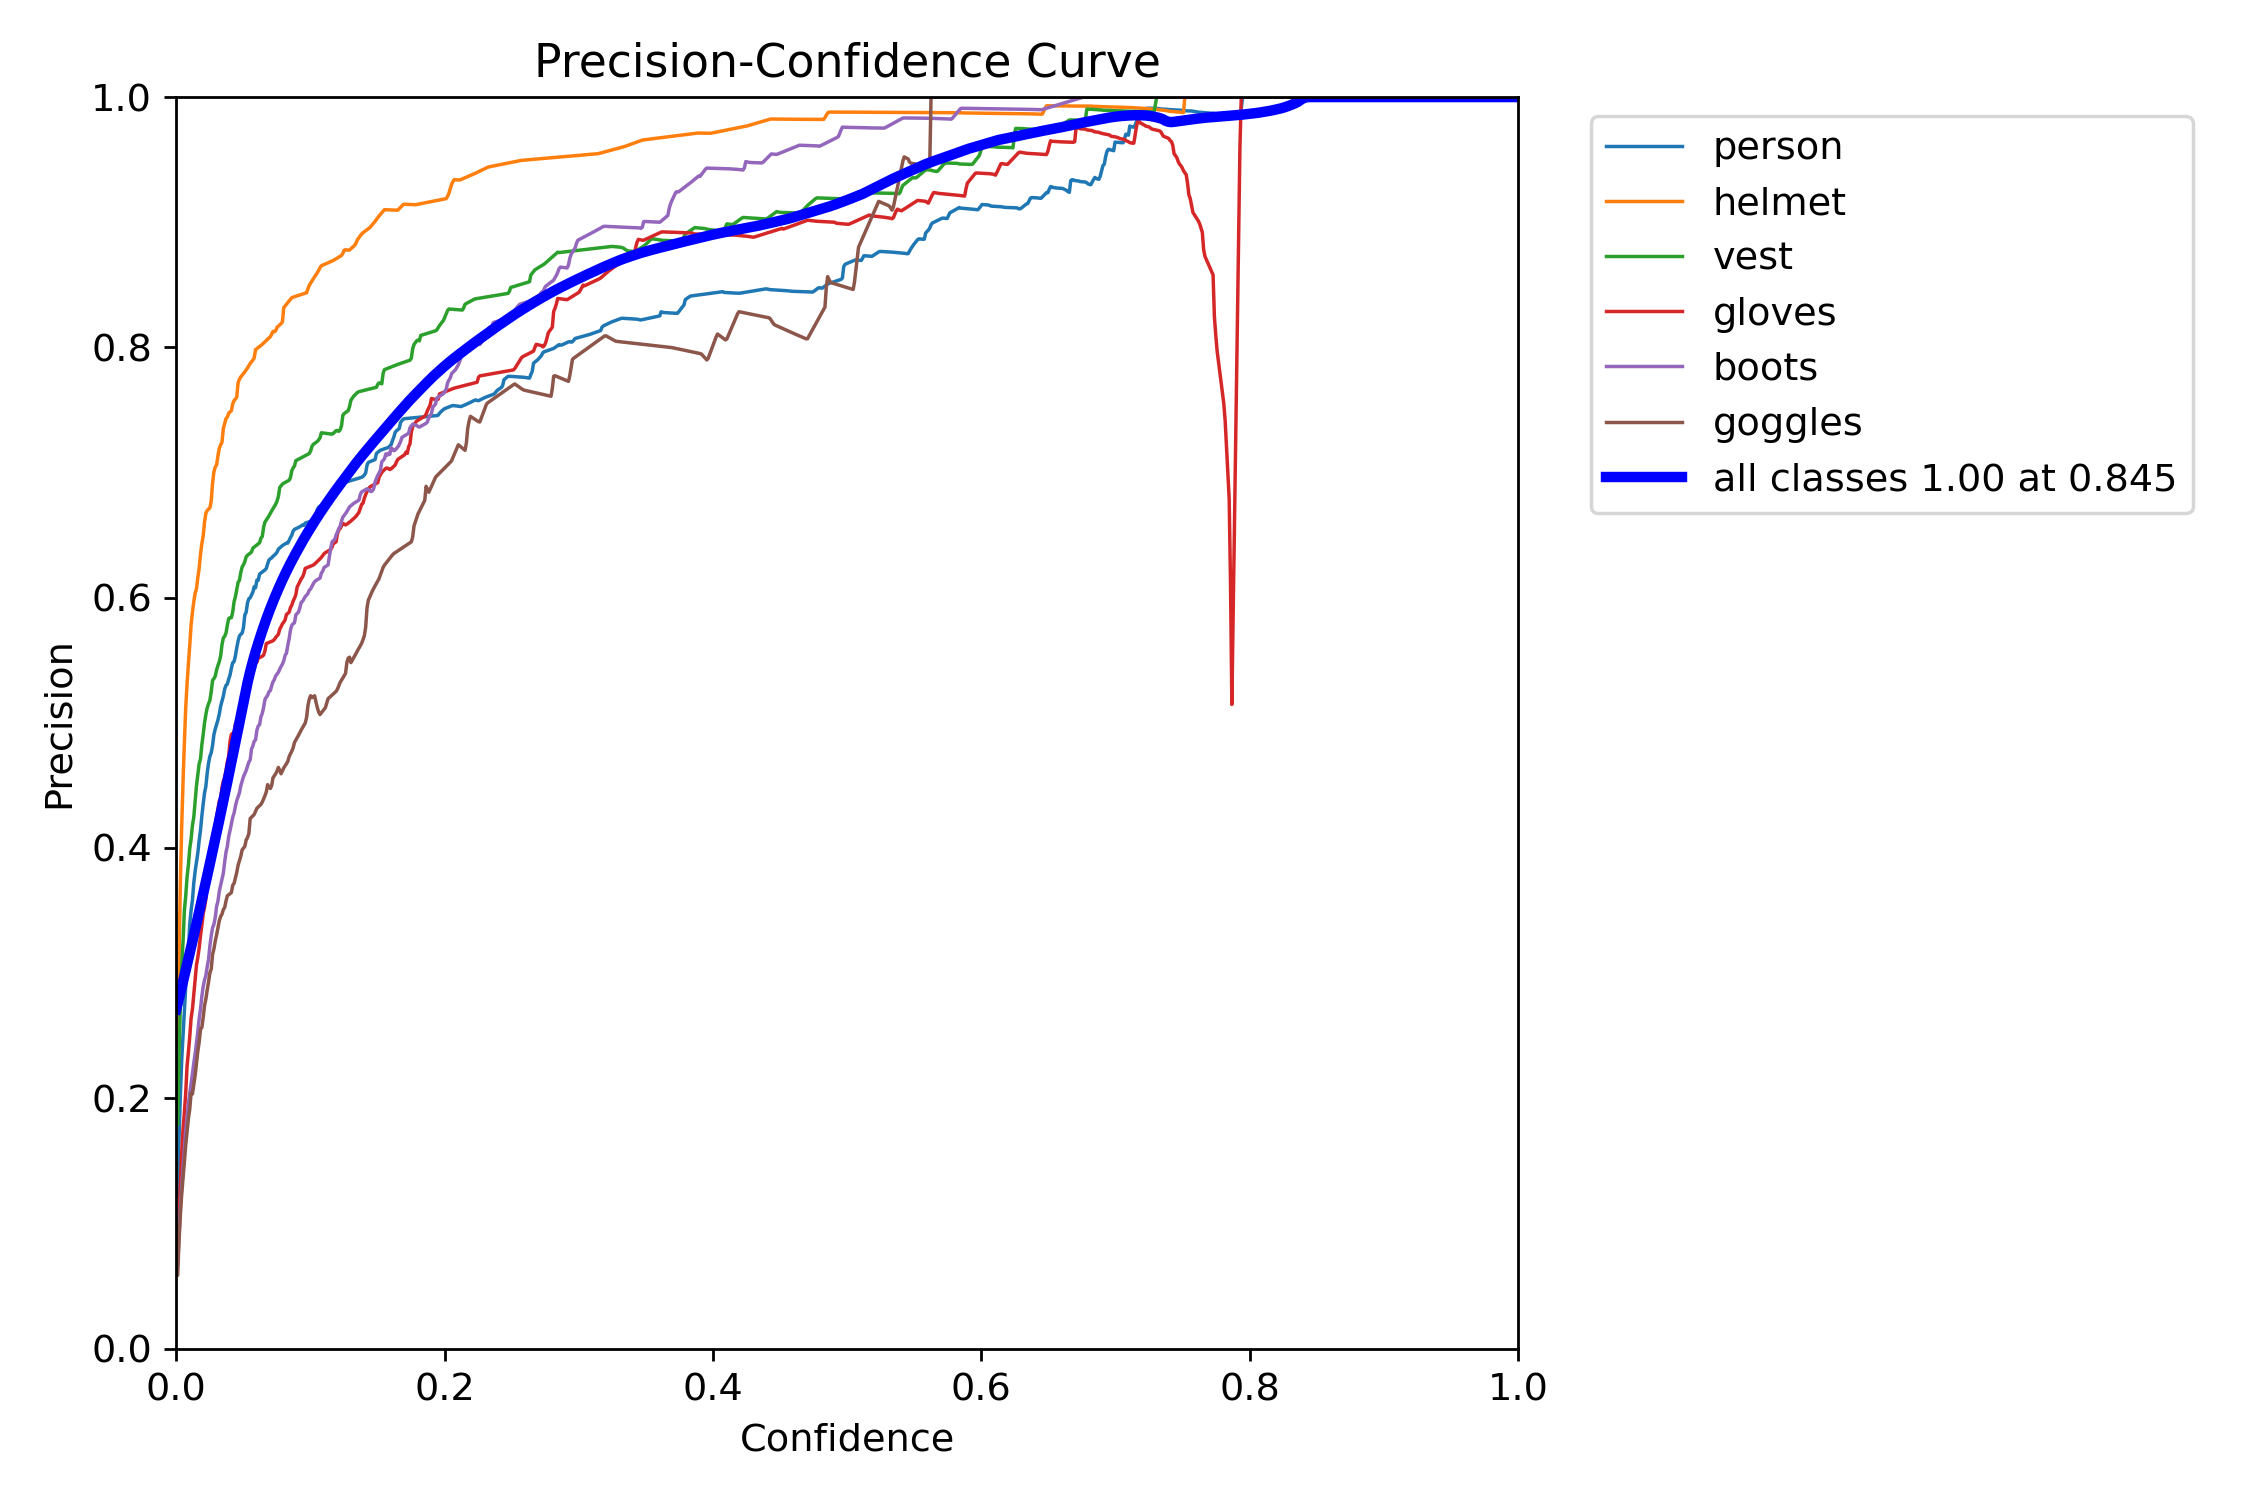 Precision-Confidence Curve
1.0
0.8
0.6
0.4
0.2
0.0
Precision
0.0 0.2 0.4 0.6 0.8 1.0
Confidence
person
helmet
vest
gloves
boots
goggles
all classes 1.00 at 0.845